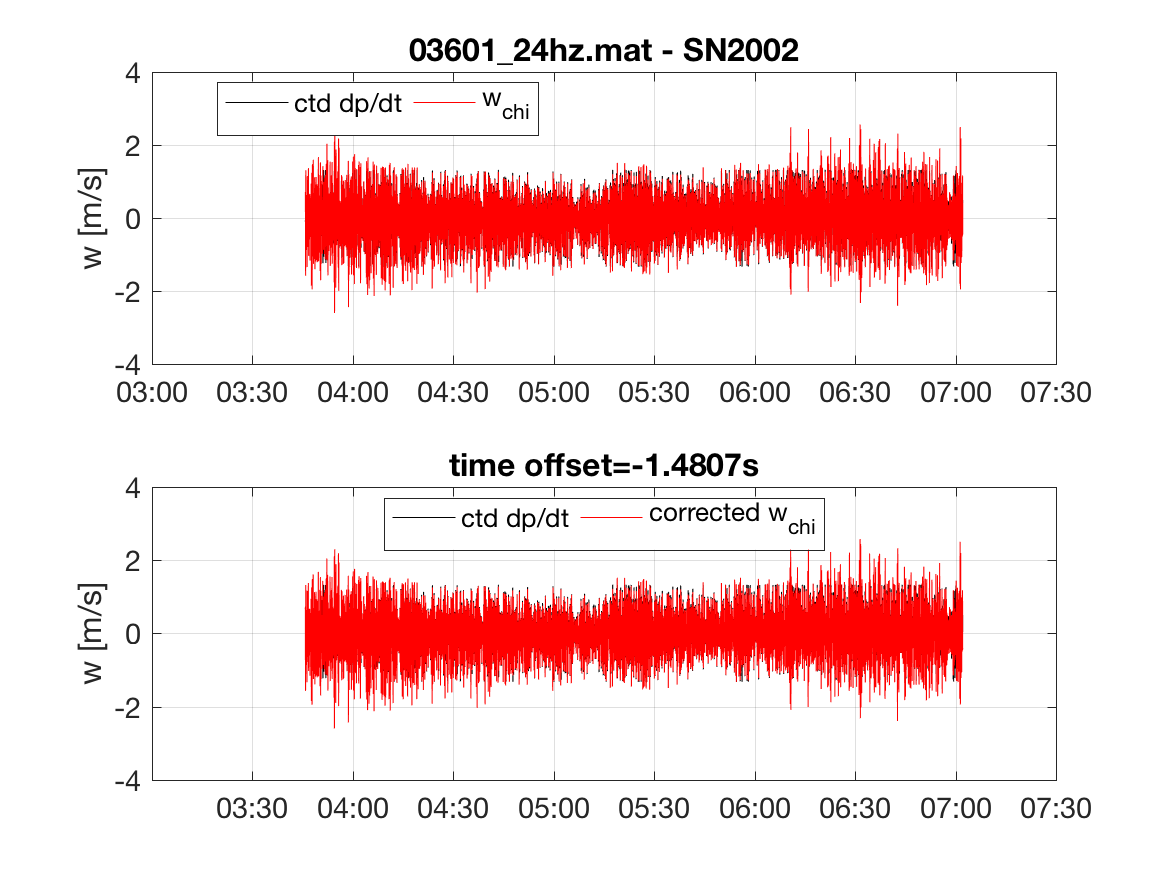 03601_24hz.mat - SN2002
4
ctd dp/dt w_chi
2
0
-2
-4
w [m/s]
03:00 03:30 04:00 04:30 05:00 05:30 06:00 06:30 07:00 07:30
time offset=-1.4807s
4
ctd dp/dt corrected w_chi
2
0
-2
-4
w [m/s]
03:30 04:00 04:30 05:00 05:30 06:00 06:30 07:00 07:30